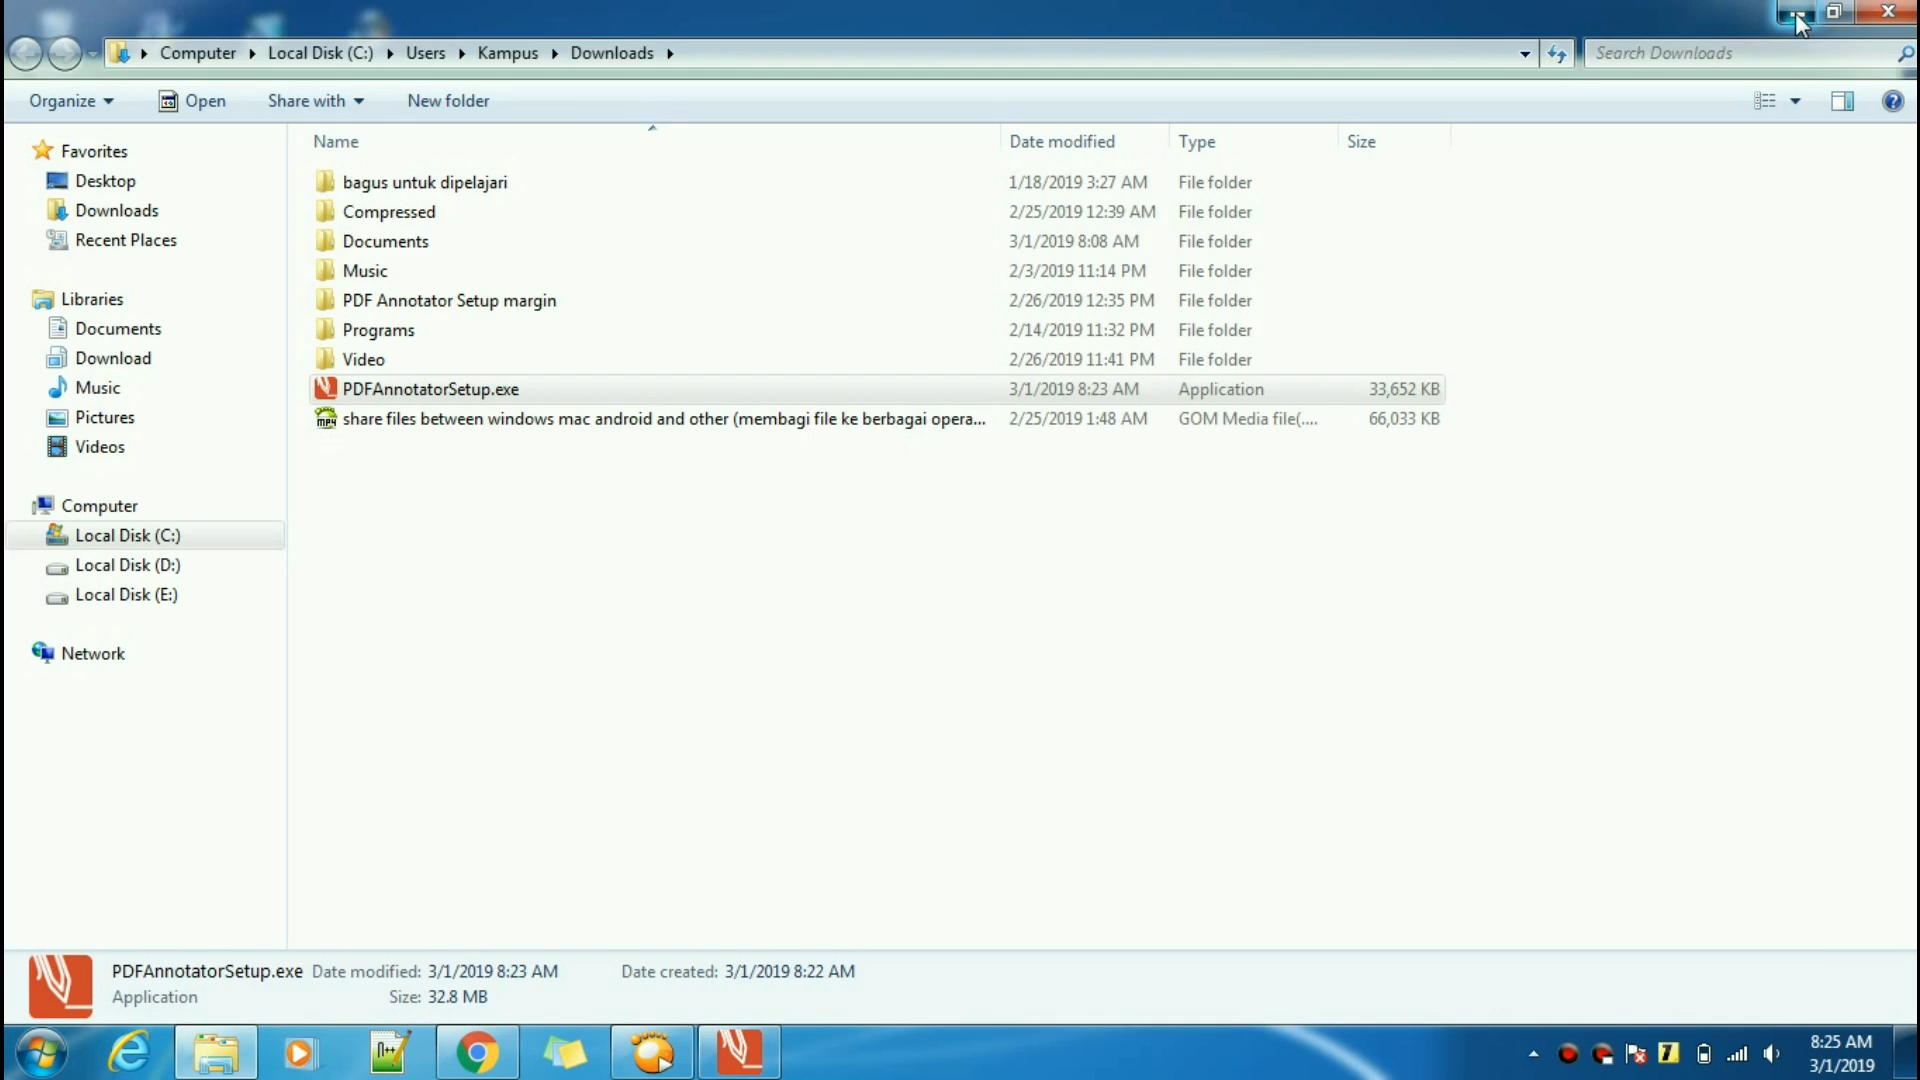 Computer Local Disk (C:) Users Kampus Downloads Search Downloads
Organize Open Share with New folder
Name Date modified Type Size
Favorites
Desktop
Downloads
Recent Places
Libraries
Documents
Download
Music
Pictures
Videos
Computer
Local Disk (C:)
Local Disk (D:)
Local Disk (E:)
Network
bagus untuk dipelajari 1/18/2019 3:27 AM File folder
Compressed 2/25/2019 12:39 AM File folder
Documents 3/1/2019 8:08 AM File folder
Music 2/3/2019 11:14 PM File folder
PDF Annotator Setup margin 2/26/2019 12:35 PM File folder
Programs 2/14/2019 11:32 PM File folder
Video 2/26/2019 11:41 PM File folder
PDFAnnotatorSetup.exe 3/1/2019 8:23 AM Application 33,652 KB
share files between windows mac android and other (membagi file ke berbagai opera... 2/25/2019 1:48 AM GOM Media file(.... 66,033 KB
PDFAnnotatorSetup.exe Date modified: 3/1/2019 8:23 AM Date created: 3/1/2019 8:22 AM
Application Size: 32.8 MB
8:25 AM
3/1/2019